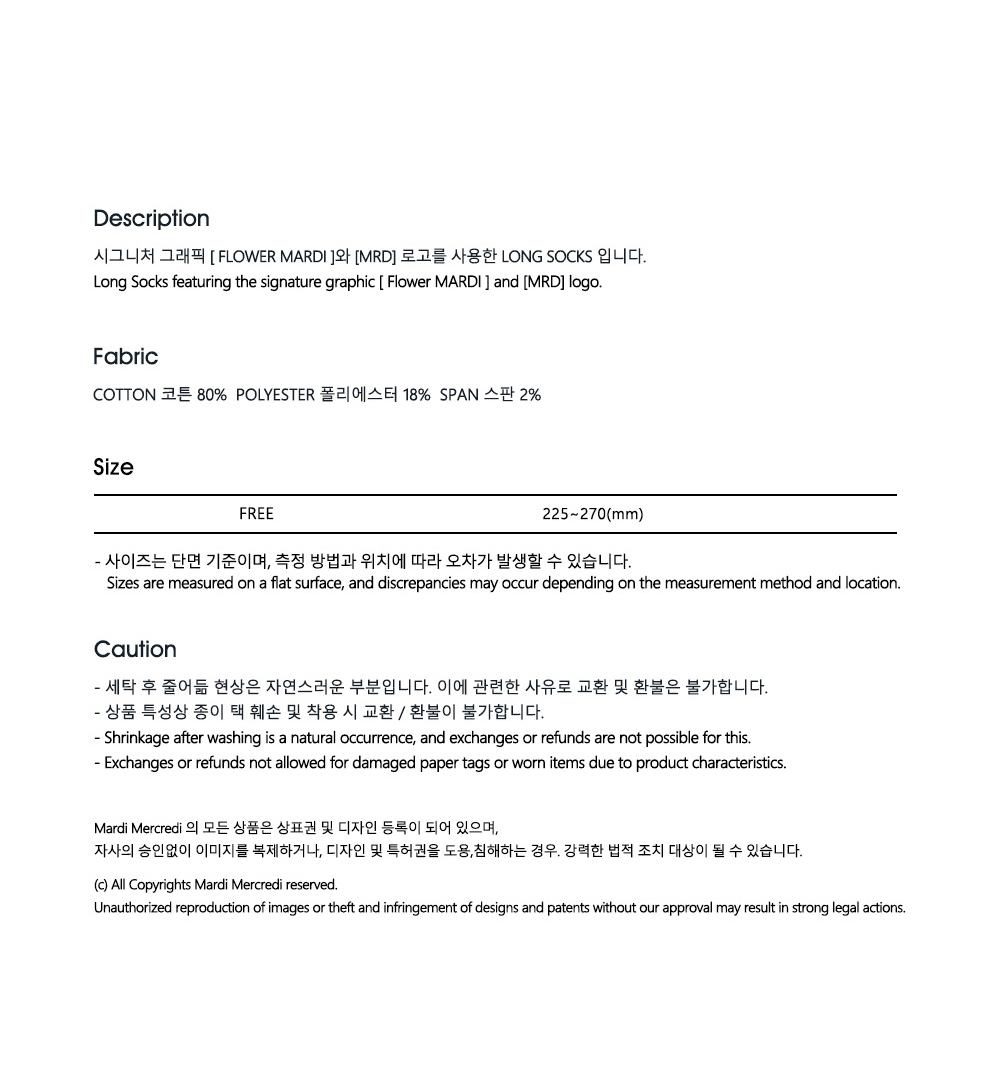 Description
시그니처 그래픽 [ FLOWER MARDI ]와 [MRD] 로고를 사용한 LONG SOCKS 입니다.
Long Socks featuring the signature graphic [ Flower MARDI ] and [MRD] logo.
Fabric
COTTON 코튼 80%  POLYESTER 폴리에스터 18%  SPAN 스판 2%
Size
FREE 225~270(mm)
- 사이즈는 단면 기준이며, 측정 방법과 위치에 따라 오차가 발생할 수 있습니다.
Sizes are measured on a flat surface, and discrepancies may occur depending on the measurement method and location.
Caution
- 세탁 후 줄어듦 현상은 자연스러운 부분입니다. 이에 관련한 사유로 교환 및 환불은 불가합니다.
- 상품 특성상 종이 택 훼손 및 착용 시 교환 / 환불이 불가합니다.
- Shrinkage after washing is a natural occurrence, and exchanges or refunds are not possible for this.
- Exchanges or refunds not allowed for damaged paper tags or worn items due to product characteristics.
Mardi Mercredi 의 모든 상품은 상표권 및 디자인 등록이 되어 있으며,
자사의 승인없이 이미지를 복제하거나, 디자인 및 특허권을 도용,침해하는 경우. 강력한 법적 조치 대상이 될 수 있습니다.
(c) All Copyrights Mardi Mercredi reserved.
Unauthorized reproduction of images or theft and infringement of designs and patents without our approval may result in strong legal actions.